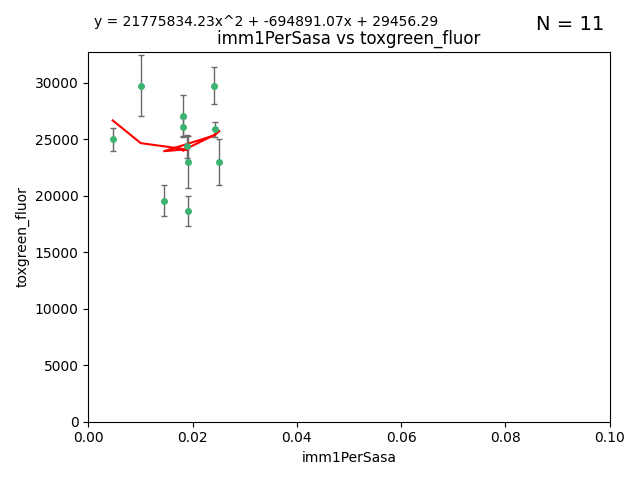 y = 21775834.23x^2 + -694891.07x + 29456.29
N = 11
imm1PerSasa vs toxgreen_fluor
30000
25000
20000
15000
10000
5000
0
toxgreen_fluor
0.00 0.02 0.04 0.06 0.08 0.10
imm1PerSasa